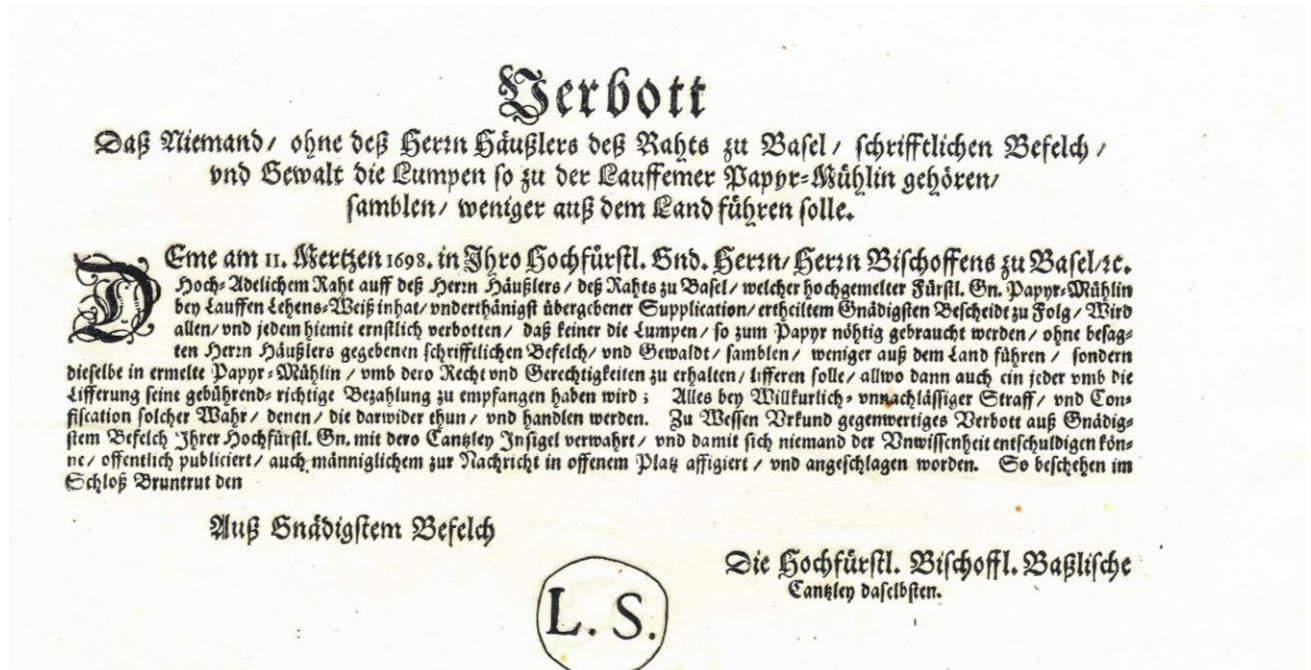 Verbott
Daß Niemand/ ohne deß Herrn Häußlers deß Rahts zu Basel/ schrifftlichen Befelch/
vnd Gewalt die Lumpen so zu der Lauffemer Papyr-Mühlin gehören/
samblen/ weniger auß dem Land führen solle.
DEme am 11. Mertzen 1698. in Ihro Hochfürstl. Gnd. Herrn/ Herrn Bischoffens zu Basel/ ꝛc.
Hoch-Adelichem Raht auff deß Herrn Häußlers/ deß Rahts zu Basel/ welcher hochgemelter Fürstl. Gn. Papyr-Mühlin
bey Lauffen Lehens-Weiß inhat/ vnderthänigst übergebener Supplication/ ertheiltem Gnädigsten Bescheidt zu Folg/ Wird
allen/ vnd jedem hiemit ernstlich verbotten/ daß keiner die Lumpen/ so zum Papyr nöhtig gebraucht werden/ ohne besag-
ten Herrn Häußlers gegebenen schrifftlichen Befelch/ vnd Gewaldt/ samblen/ weniger auß dem Land führen/ sondern
dieselbe in ermelte Papyr-Mühlin/ vmb dero Recht vnd Gerechtigkeiten zu erhalten/ lifferen solle/ allwo dann auch ein jeder vmb die
Lifferung seine gebührend-richtige Bezahlung zu empfangen haben wird; Alles bey Willkurlich-vnnachlässiger Straff/ vnd Con-
fiscation solcher Wahr/ denen/ die darwider thun/ vnd handlen werden. Zu Wessen Vrkund gegenwertiges Verbott auß Gnädig-
stem Befelch Ihrer Hochfürstl. Gn. mit dero Cantzley Insigel verwahrt/ vnd damit sich niemand der Vnwissenheit entschuldigen kön-
ne/ offentlich publiciert/ auch männiglichem zur Nachricht in offenem Platz affigiert/ vnd angeschlagen worden. So beschehen im
Schloß Bruntrut den
Auß Gnädigstem Befelch
Die Hochfürstl. Bischoffl. Baßlische
Cantzley daselbsten.
L. S.